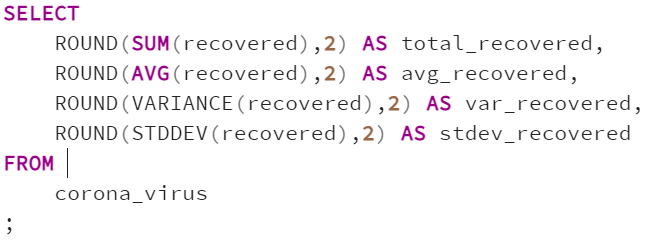 SELECT
    ROUND(SUM(recovered),2) AS total_recovered,
    ROUND(AVG(recovered),2) AS avg_recovered,
    ROUND(VARIANCE(recovered),2) AS var_recovered,
    ROUND(STDDEV(recovered),2) AS stdev_recovered
FROM
    corona_virus
;